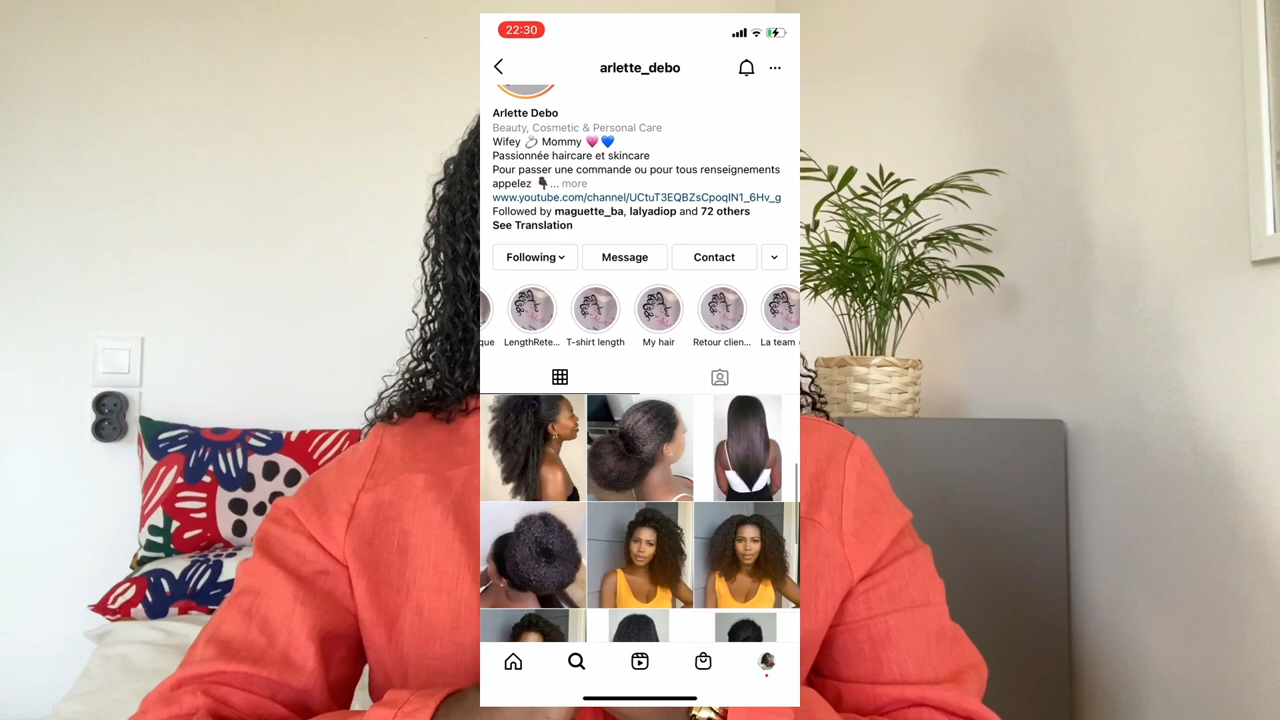 22:30
arlette_debo
Arlette Debo
Beauty, Cosmetic & Personal Care
Wifey 💍 Mommy 💗💙
Passionnée haircare et skincare
Pour passer une commande ou pour tous renseignements
appelez 👇🏿... more
www.youtube.com/channel/UCtuT3EQBZsCpoqIN1_6Hv_g
Followed by maguette_ba, lalyadiop and 72 others
See Translation
Following Message Contact
que LengthRete... T-shirt length My hair Retour clien... La team